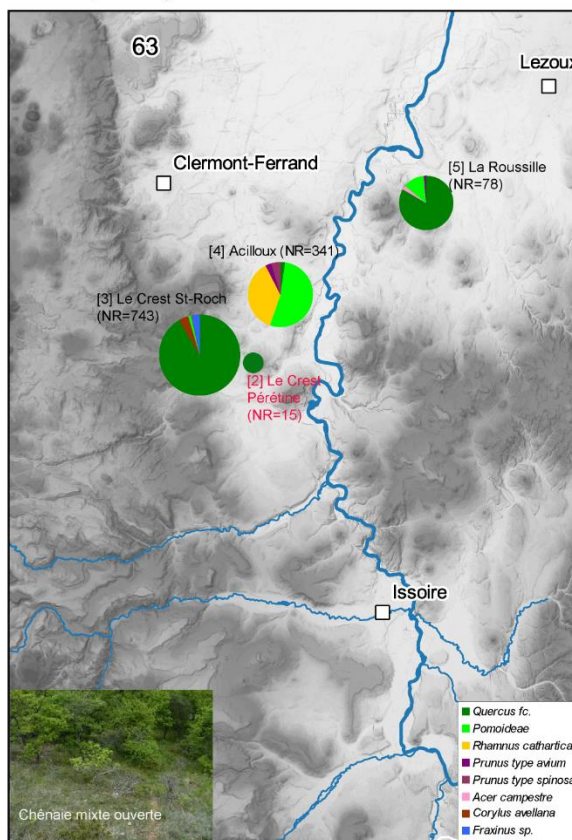 63
Lezoux
Clermont-Ferrand
[5] La Roussille
(NR=78)
[4] Acilloux (NR=341)
[3] Le Crest St-Roch
(NR=743)
[2] Le Crest
Pérétine
(NR=15)
Issoire
Quercus fc.
Pomoideae
Rhamnus cathartica
Prunus type avium
Prunus type spinosa
Acer campestre
Corylus avellana
Fraxinus sp.
Chênaie mixte ouverte